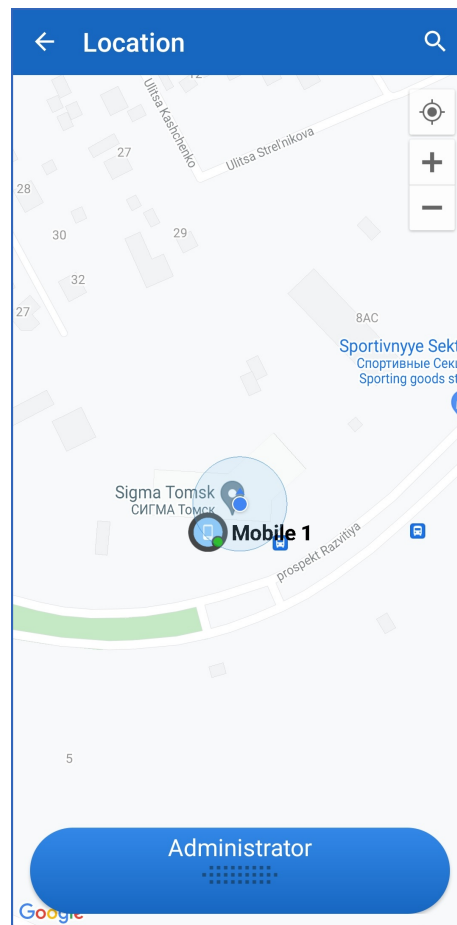 Location
12
Ulitsa Kashchenko
Ulitsa Strel'nikova
27
28
30
29
32
27
8AC
Sportivnyye Sekt
Спортивные Секц
Sporting goods st
Sigma Tomsk
СИГМА Томск
Mobile 1
prospekt Razvitiya
5
Administrator
Google